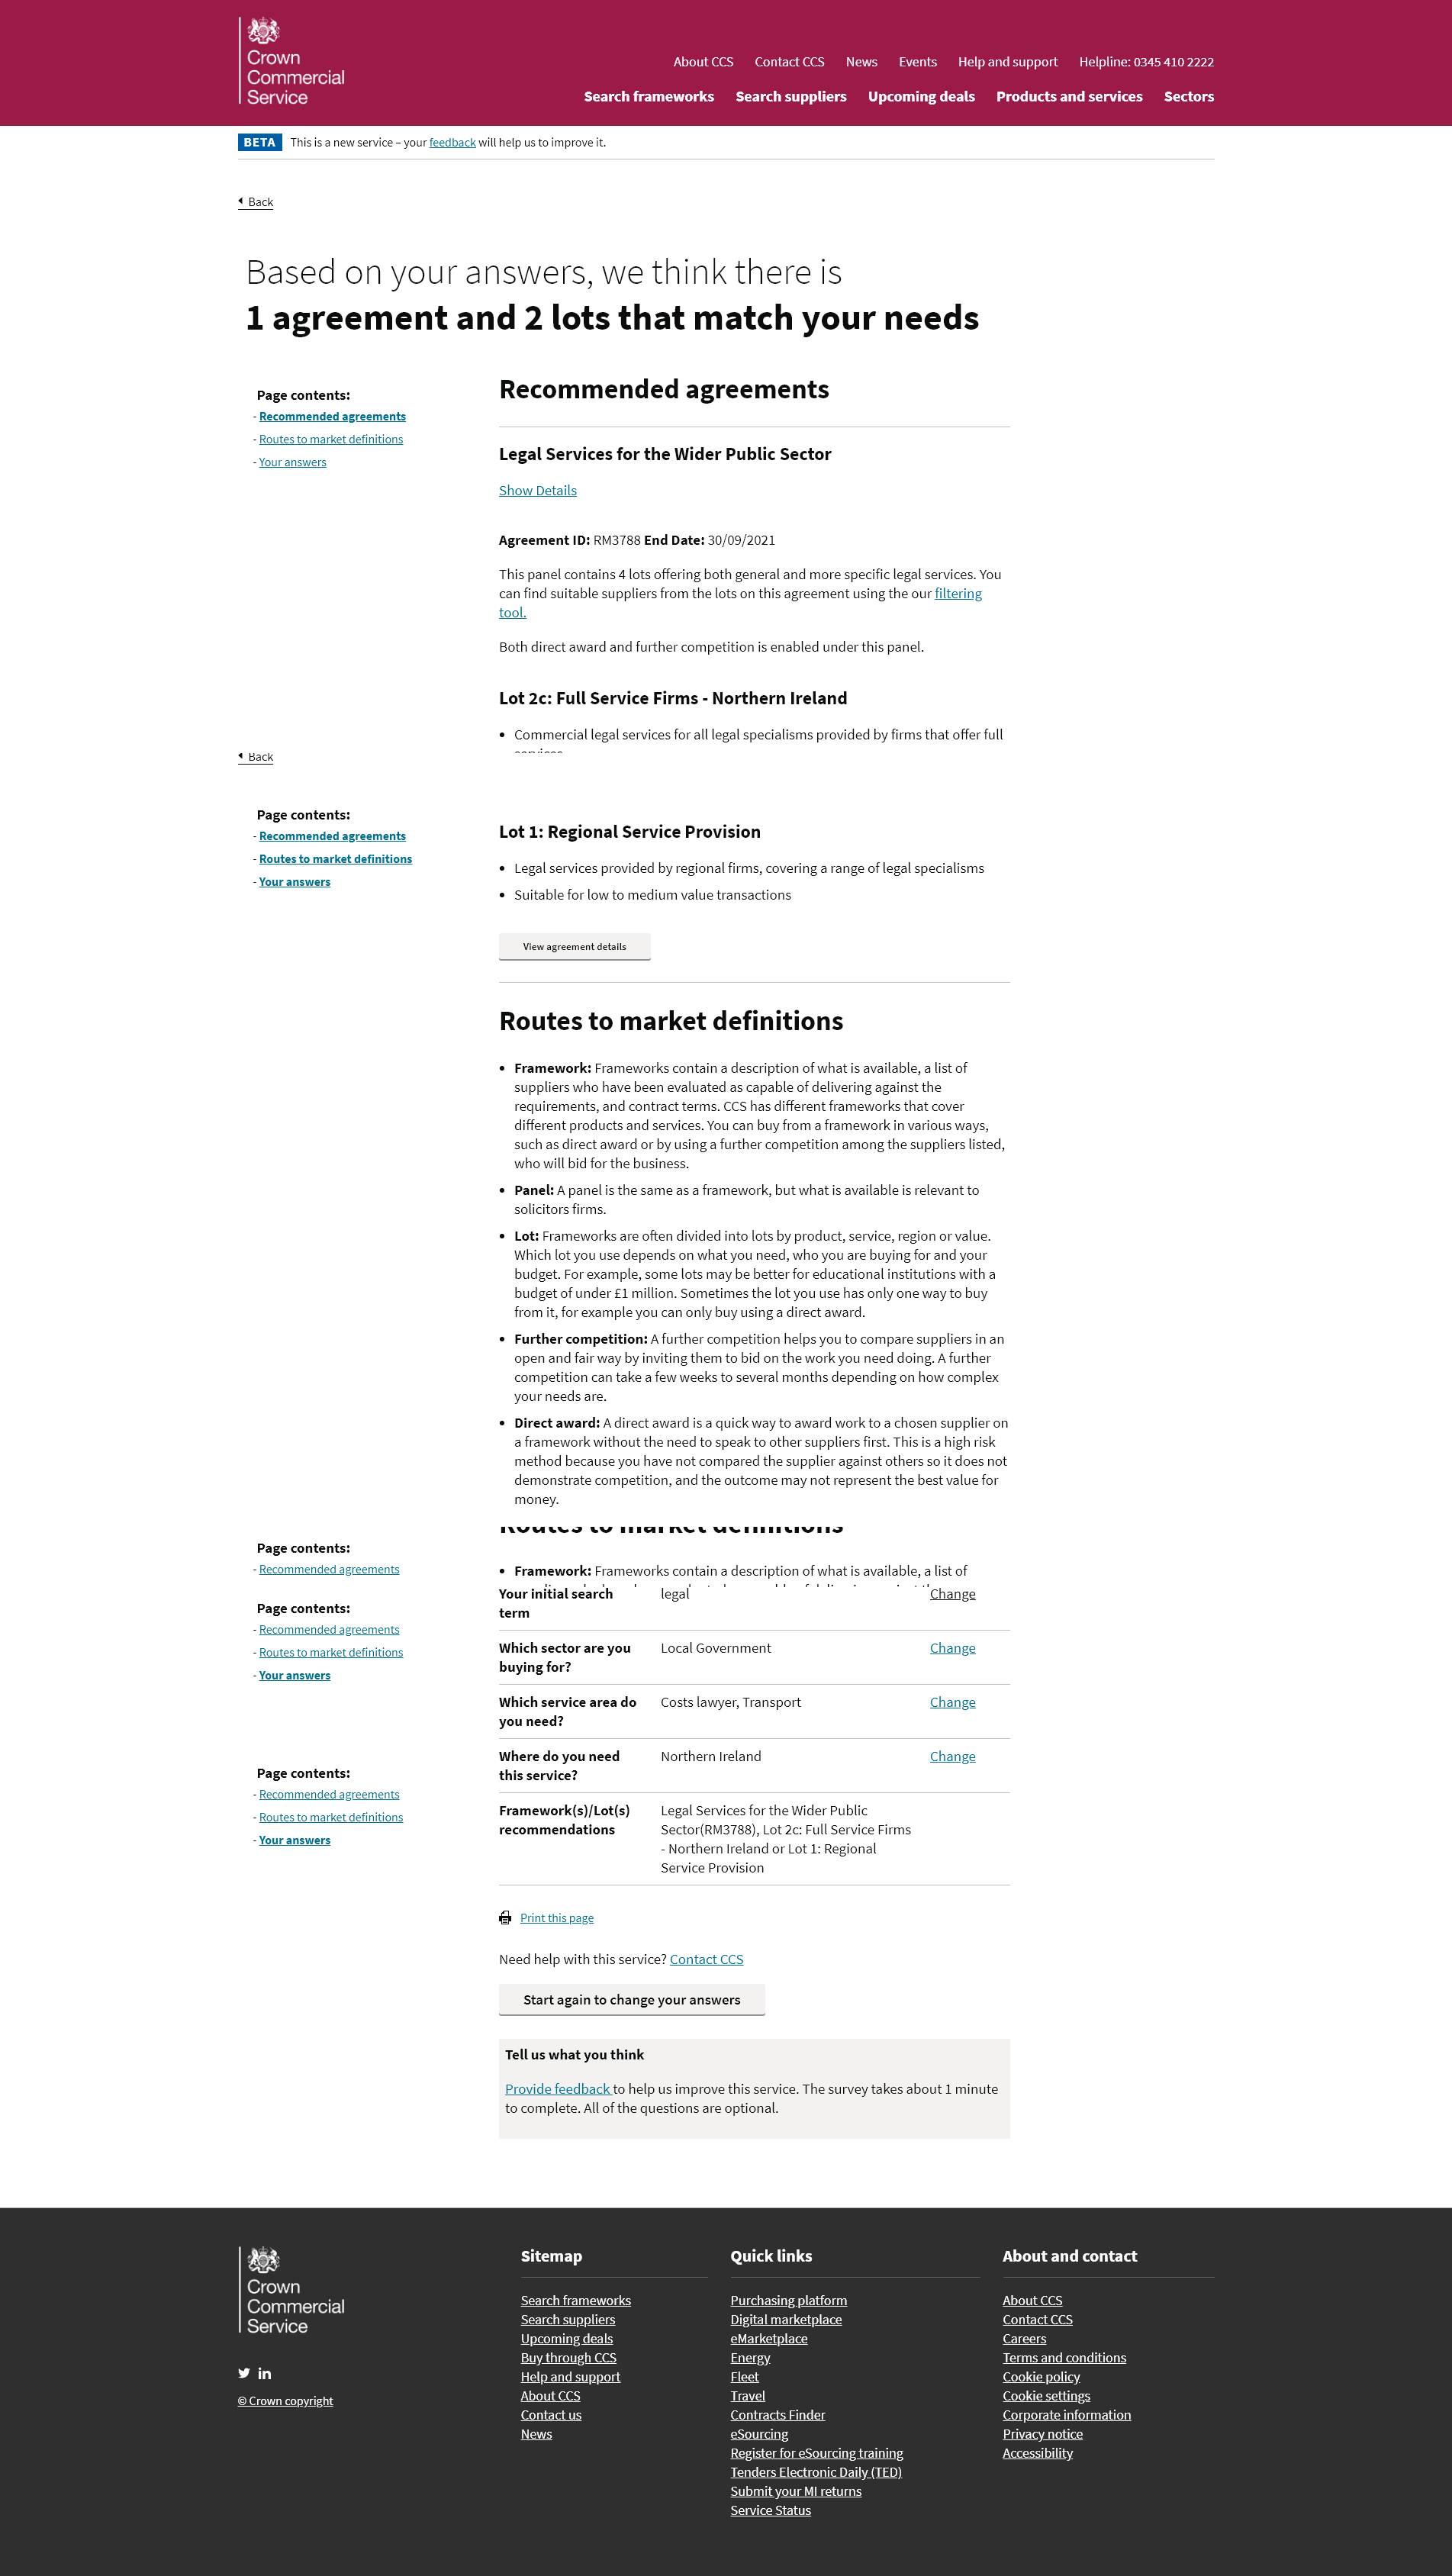 Crown
Commercial
Service
About CCS Contact CCS News Events Help and support Helpline: 0345 410 2222
Search frameworks Search suppliers Upcoming deals Products and services Sectors
BETA This is a new service – your feedback will help us to improve it.
Back
Based on your answers, we think there is
1 agreement and 2 lots that match your needs
Page contents:
- Recommended agreements
- Routes to market definitions
- Your answers
Recommended agreements
Legal Services for the Wider Public Sector
Show Details
Agreement ID: RM3788 End Date: 30/09/2021
This panel contains 4 lots offering both general and more specific legal services. You
can find suitable suppliers from the lots on this agreement using the our filtering
tool.
Both direct award and further competition is enabled under this panel.
Lot 2c: Full Service Firms - Northern Ireland
• Commercial legal services for all legal specialisms provided by firms that offer full
services
Back
Page contents:
- Recommended agreements
- Routes to market definitions
- Your answers
Lot 1: Regional Service Provision
• Legal services provided by regional firms, covering a range of legal specialisms
• Suitable for low to medium value transactions
View agreement details
Routes to market definitions
• Framework: Frameworks contain a description of what is available, a list of
suppliers who have been evaluated as capable of delivering against the
requirements, and contract terms. CCS has different frameworks that cover
different products and services. You can buy from a framework in various ways,
such as direct award or by using a further competition among the suppliers listed,
who will bid for the business.
• Panel: A panel is the same as a framework, but what is available is relevant to
solicitors firms.
• Lot: Frameworks are often divided into lots by product, service, region or value.
Which lot you use depends on what you need, who you are buying for and your
budget. For example, some lots may be better for educational institutions with a
budget of under £1 million. Sometimes the lot you use has only one way to buy
from it, for example you can only buy using a direct award.
• Further competition: A further competition helps you to compare suppliers in an
open and fair way by inviting them to bid on the work you need doing. A further
competition can take a few weeks to several months depending on how complex
your needs are.
• Direct award: A direct award is a quick way to award work to a chosen supplier on
a framework without the need to speak to other suppliers first. This is a high risk
method because you have not compared the supplier against others so it does not
demonstrate competition, and the outcome may not represent the best value for
money.
Routes to market definitions
Page contents:
- Recommended agreements
• Framework: Frameworks contain a description of what is available, a list of
Page contents:
- Recommended agreements
- Routes to market definitions
- Your answers
Your initial search
term
legal
Change
Which sector are you
buying for?
Local Government
Change
Which service area do
you need?
Costs lawyer, Transport
Change
Where do you need
this service?
Northern Ireland
Change
Page contents:
- Recommended agreements
- Routes to market definitions
- Your answers
Framework(s)/Lot(s)
recommendations
Legal Services for the Wider Public
Sector(RM3788), Lot 2c: Full Service Firms
- Northern Ireland or Lot 1: Regional
Service Provision
Print this page
Need help with this service? Contact CCS
Start again to change your answers
Tell us what you think
Provide feedback to help us improve this service. The survey takes about 1 minute
to complete. All of the questions are optional.
Crown
Commercial
Service
© Crown copyright
Sitemap
Search frameworks
Search suppliers
Upcoming deals
Buy through CCS
Help and support
About CCS
Contact us
News
Quick links
Purchasing platform
Digital marketplace
eMarketplace
Energy
Fleet
Travel
Contracts Finder
eSourcing
Register for eSourcing training
Tenders Electronic Daily (TED)
Submit your MI returns
Service Status
About and contact
About CCS
Contact CCS
Careers
Terms and conditions
Cookie policy
Cookie settings
Corporate information
Privacy notice
Accessibility